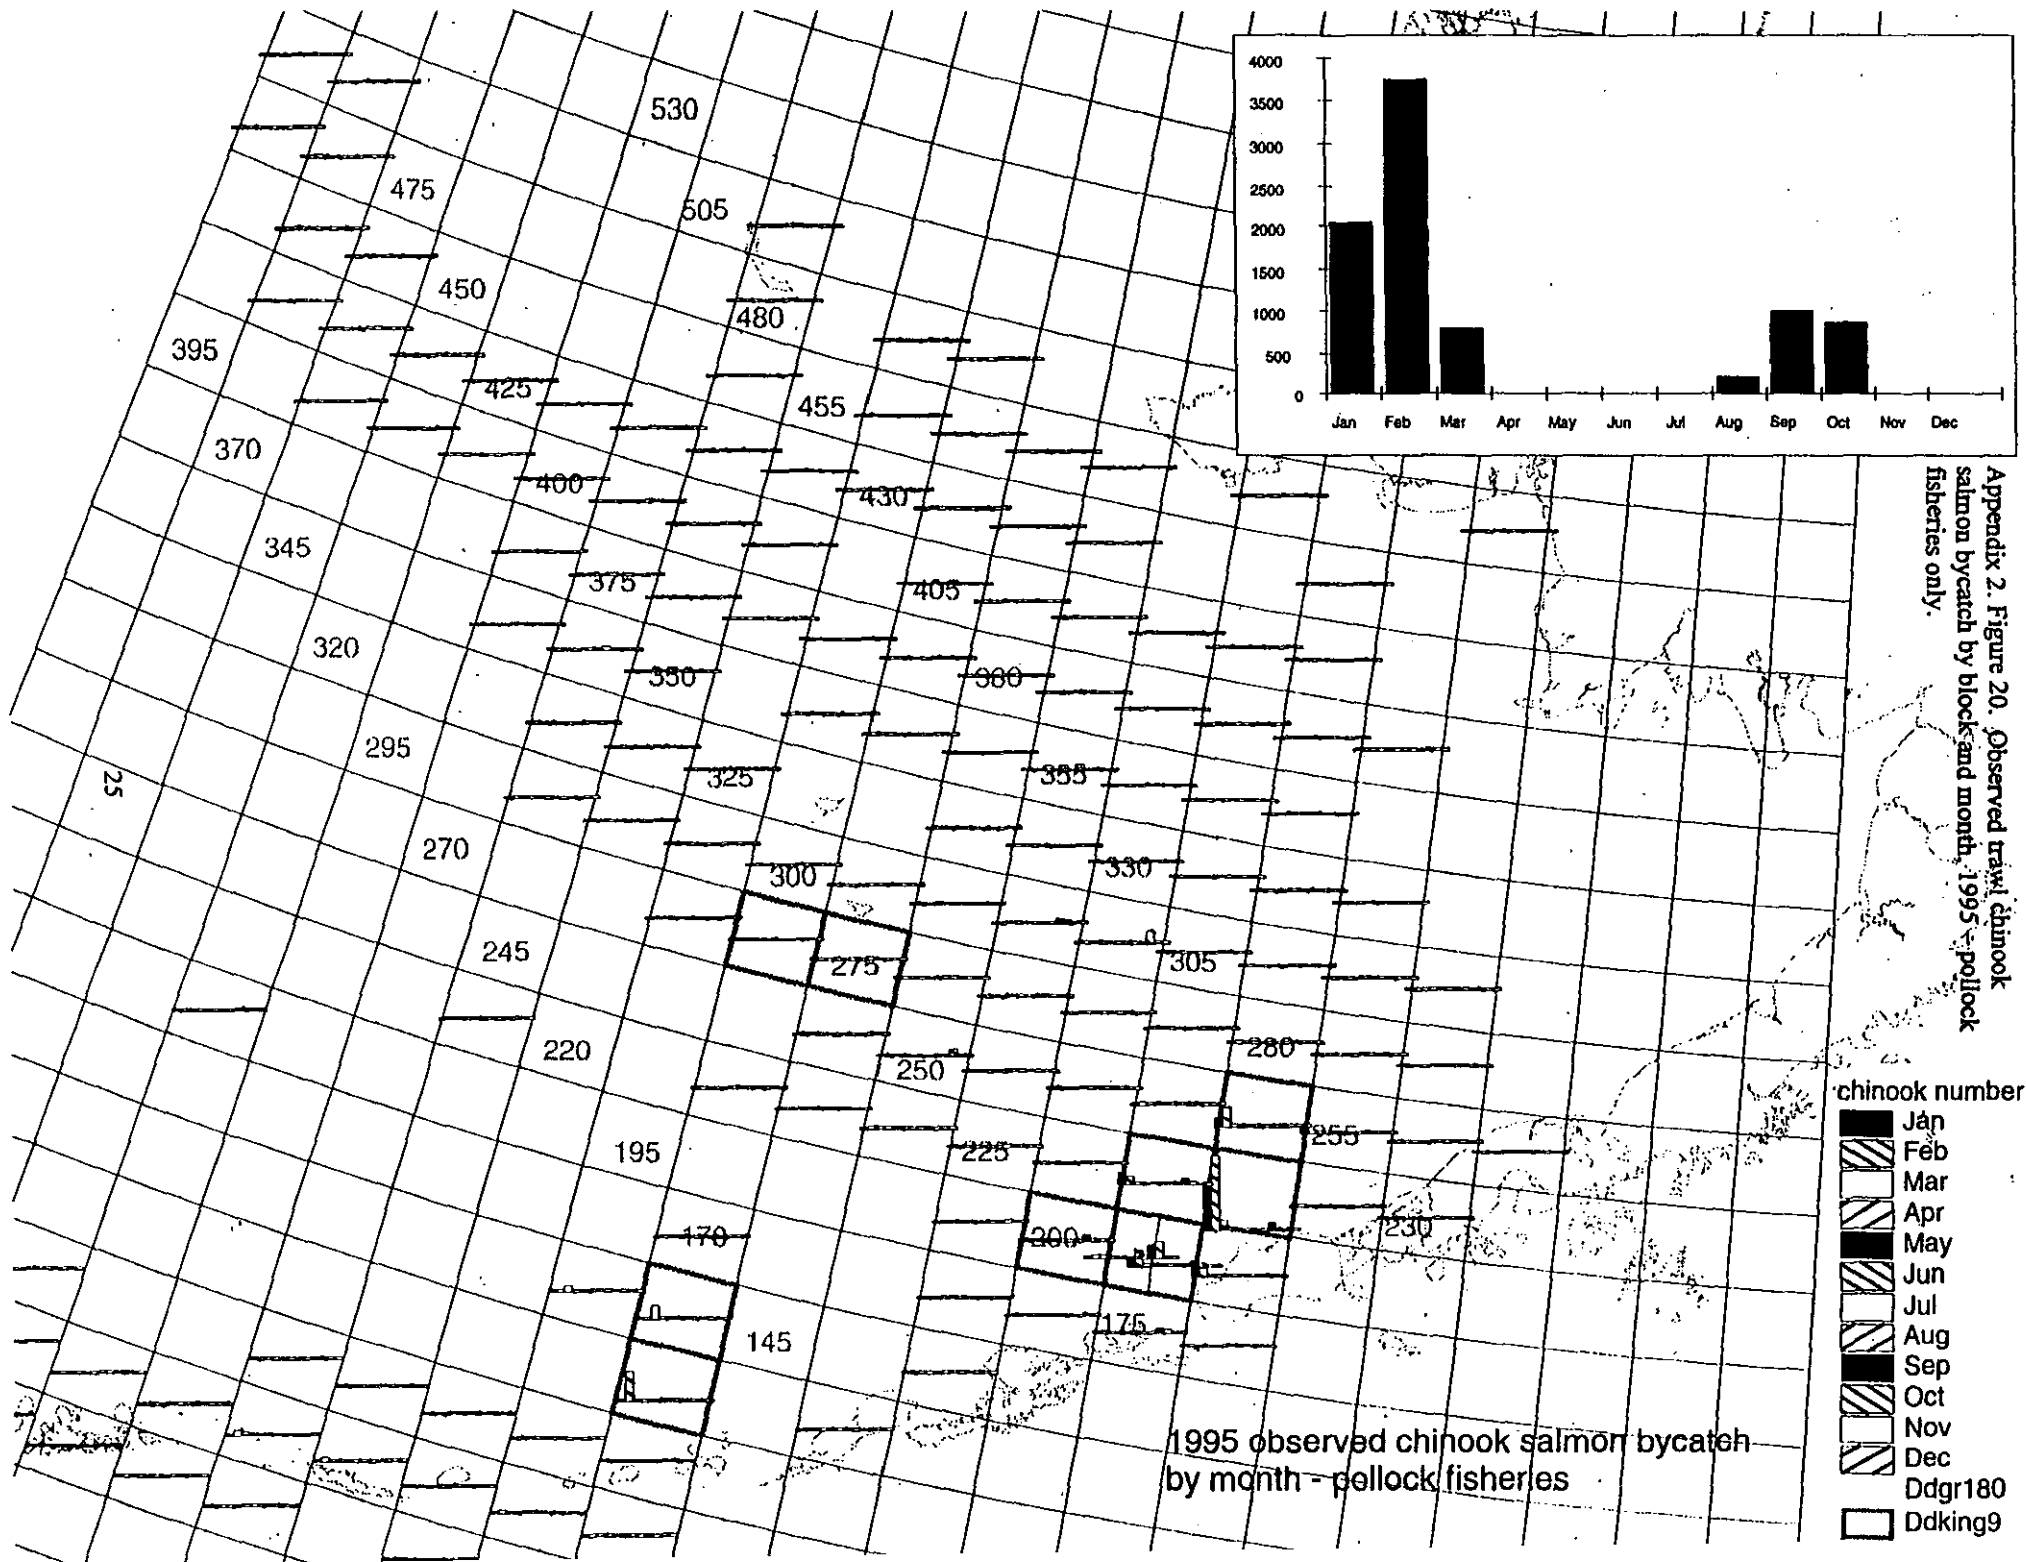 4000
3500
3000
2500
2000
1500
1000
500
0
Jan Feb Mar Apr May Jun Jul Aug Sep Oct Nov Dec
Appendix 2. Figure 20. Observed trawl chinook
salmon bycatch by block and month, 1995 - pollock
fisheries only.
530
475
505
450
480
395
425
455
370
400
430
345
375
405
320
350
380
295
325
355
25
270
300
330
245
275
305
220
250
280
195
225
255
170
200
230
145
175
chinook number
Jan
Feb
Mar
Apr
May
Jun
Jul
Aug
Sep
Oct
Nov
Dec
Ddgr180
Ddking9
1995 observed chinook salmon bycatch
by month - pollock fisheries